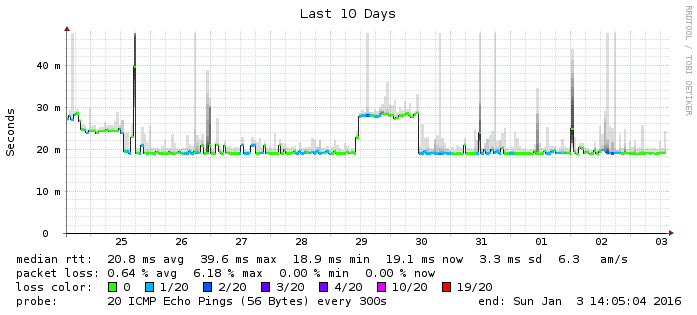 Last 10 Days
RRDTOOL / TOBI OETIKER
Seconds
40 m
30 m
20 m
10 m
0
25 26 27 28 29 30 31 01 02 03
median rtt: 20.8 ms avg 39.6 ms max 18.9 ms min 19.1 ms now 3.3 ms sd 6.3 am/s
packet loss: 0.64 % avg 6.18 % max 0.00 % min 0.00 % now
loss color: 0 1/20 2/20 3/20 4/20 10/20 19/20
probe: 20 ICMP Echo Pings (56 Bytes) every 300s end: Sun Jan 3 14:05:04 2016